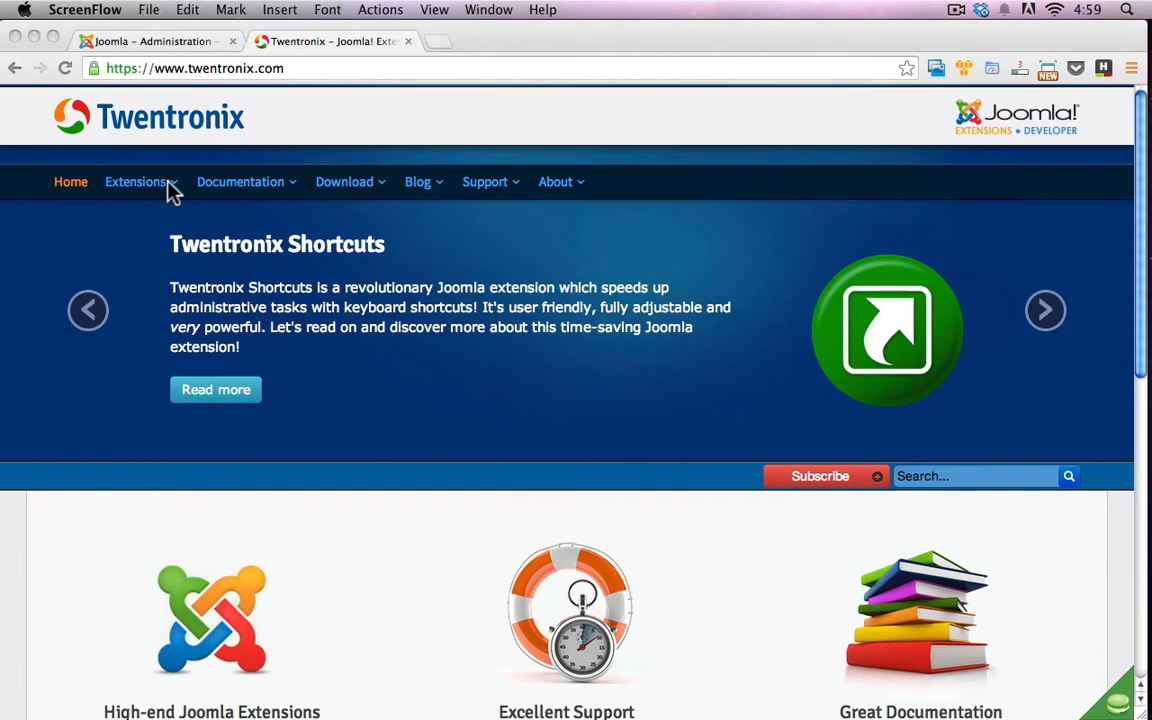 ScreenFlow File Edit Mark Insert Font Actions View Window Help 4:59
Joomla – Administration – Twentronix – Joomla! Exte
https://www.twentronix.com 3 NEW H
Twentronix
Joomla!
EXTENSIONS • DEVELOPER
Home Extensions Documentation Download Blog Support About
Twentronix Shortcuts
Twentronix Shortcuts is a revolutionary Joomla extension which speeds up
administrative tasks with keyboard shortcuts! It's user friendly, fully adjustable and
very powerful. Let's read on and discover more about this time-saving Joomla
extension!
Read more
Subscribe Search...
High-end Joomla Extensions Excellent Support Great Documentation